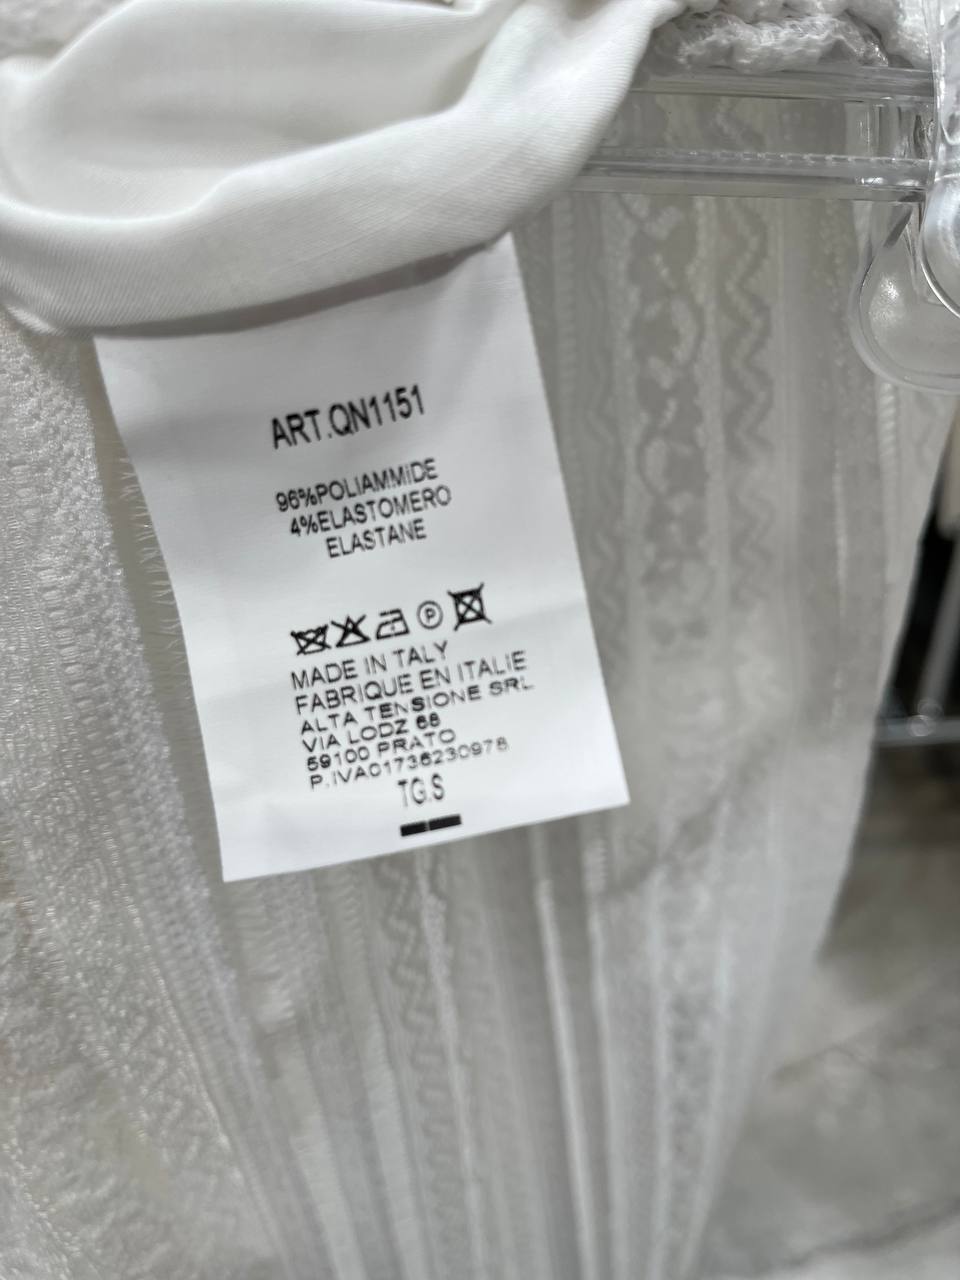 ART.QN1151
96%POLIAMMiDE
4%ELASTOMERO
ELASTANE
P
MADE IN TALY
FABRIQUE EN ITALIE
ALTA TENSIONE SRL
VIA LODZ 68
59100 PRATO
P.IVA01736230978
TG.S